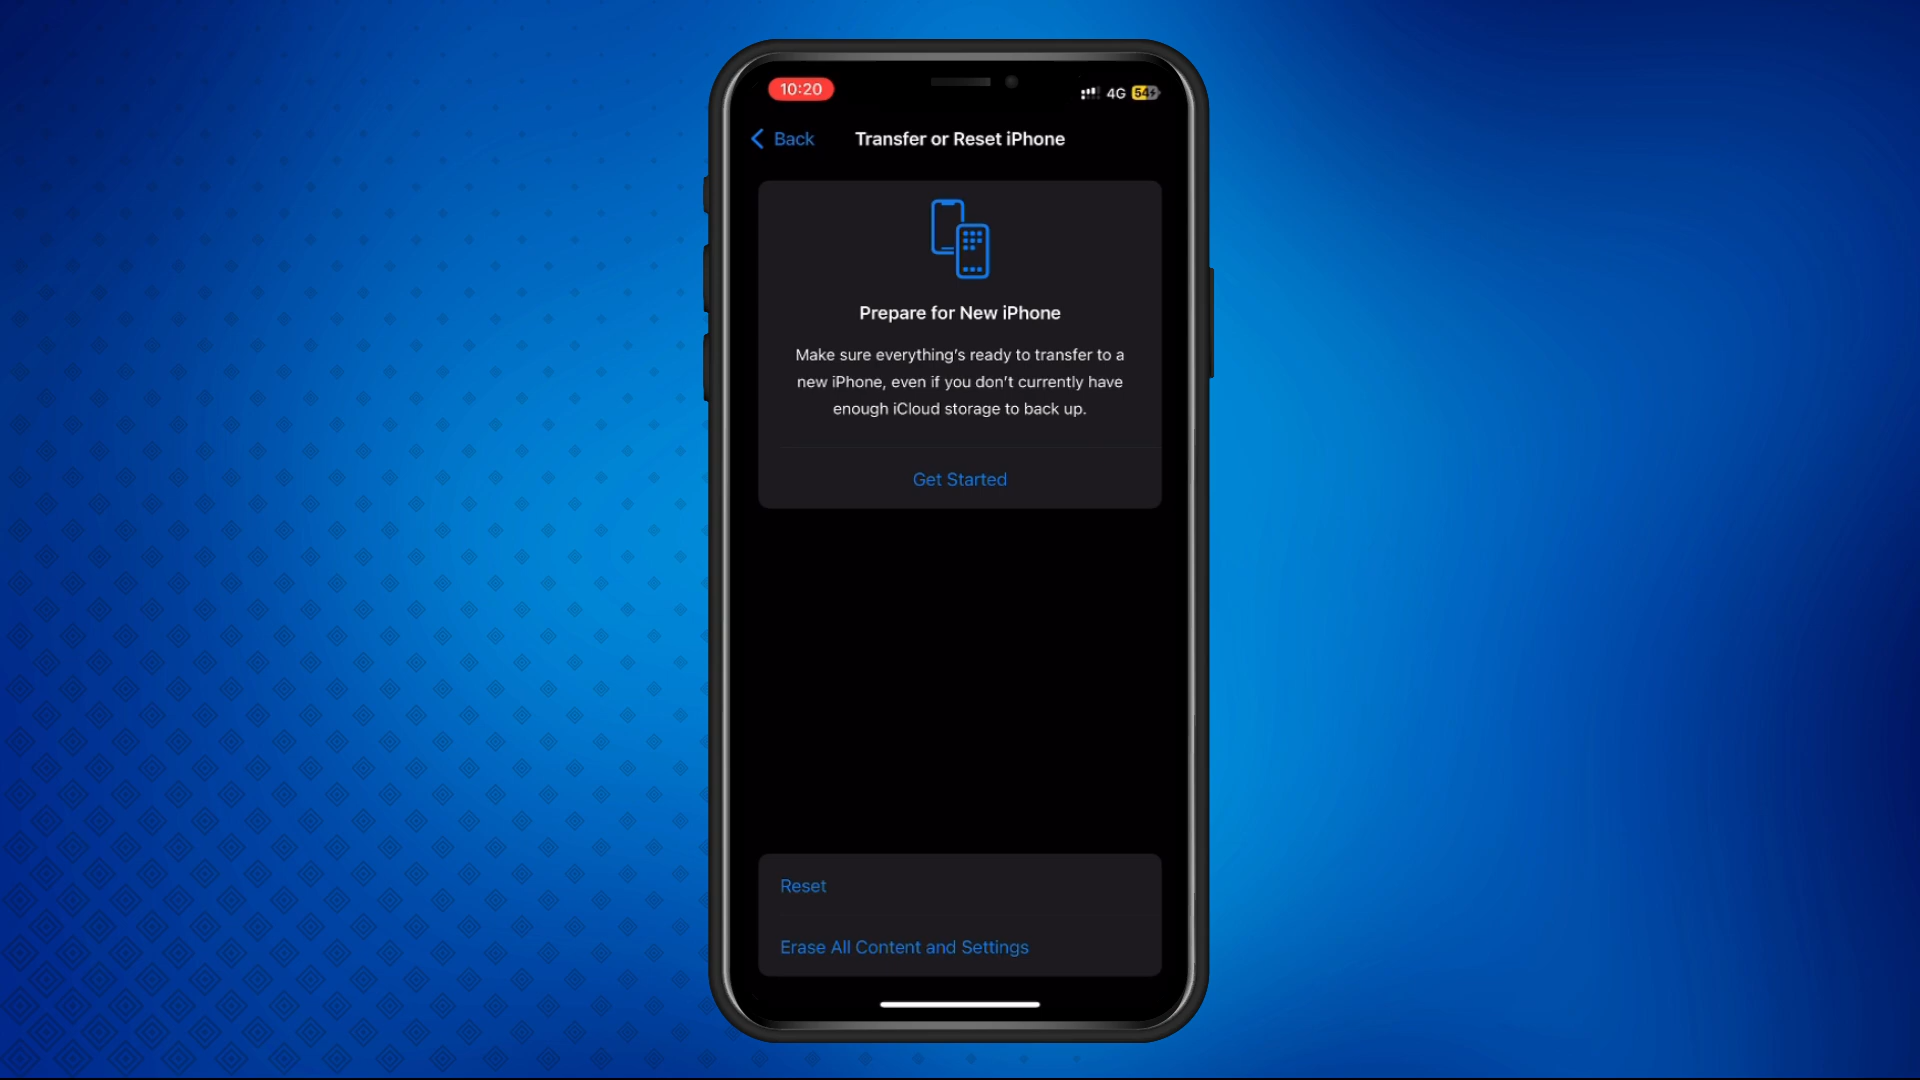 10:20
4G 54
Back
Transfer or Reset iPhone
Prepare for New iPhone
Make sure everything’s ready to transfer to a
new iPhone, even if you don’t currently have
enough iCloud storage to back up.
Get Started
Reset
Erase All Content and Settings